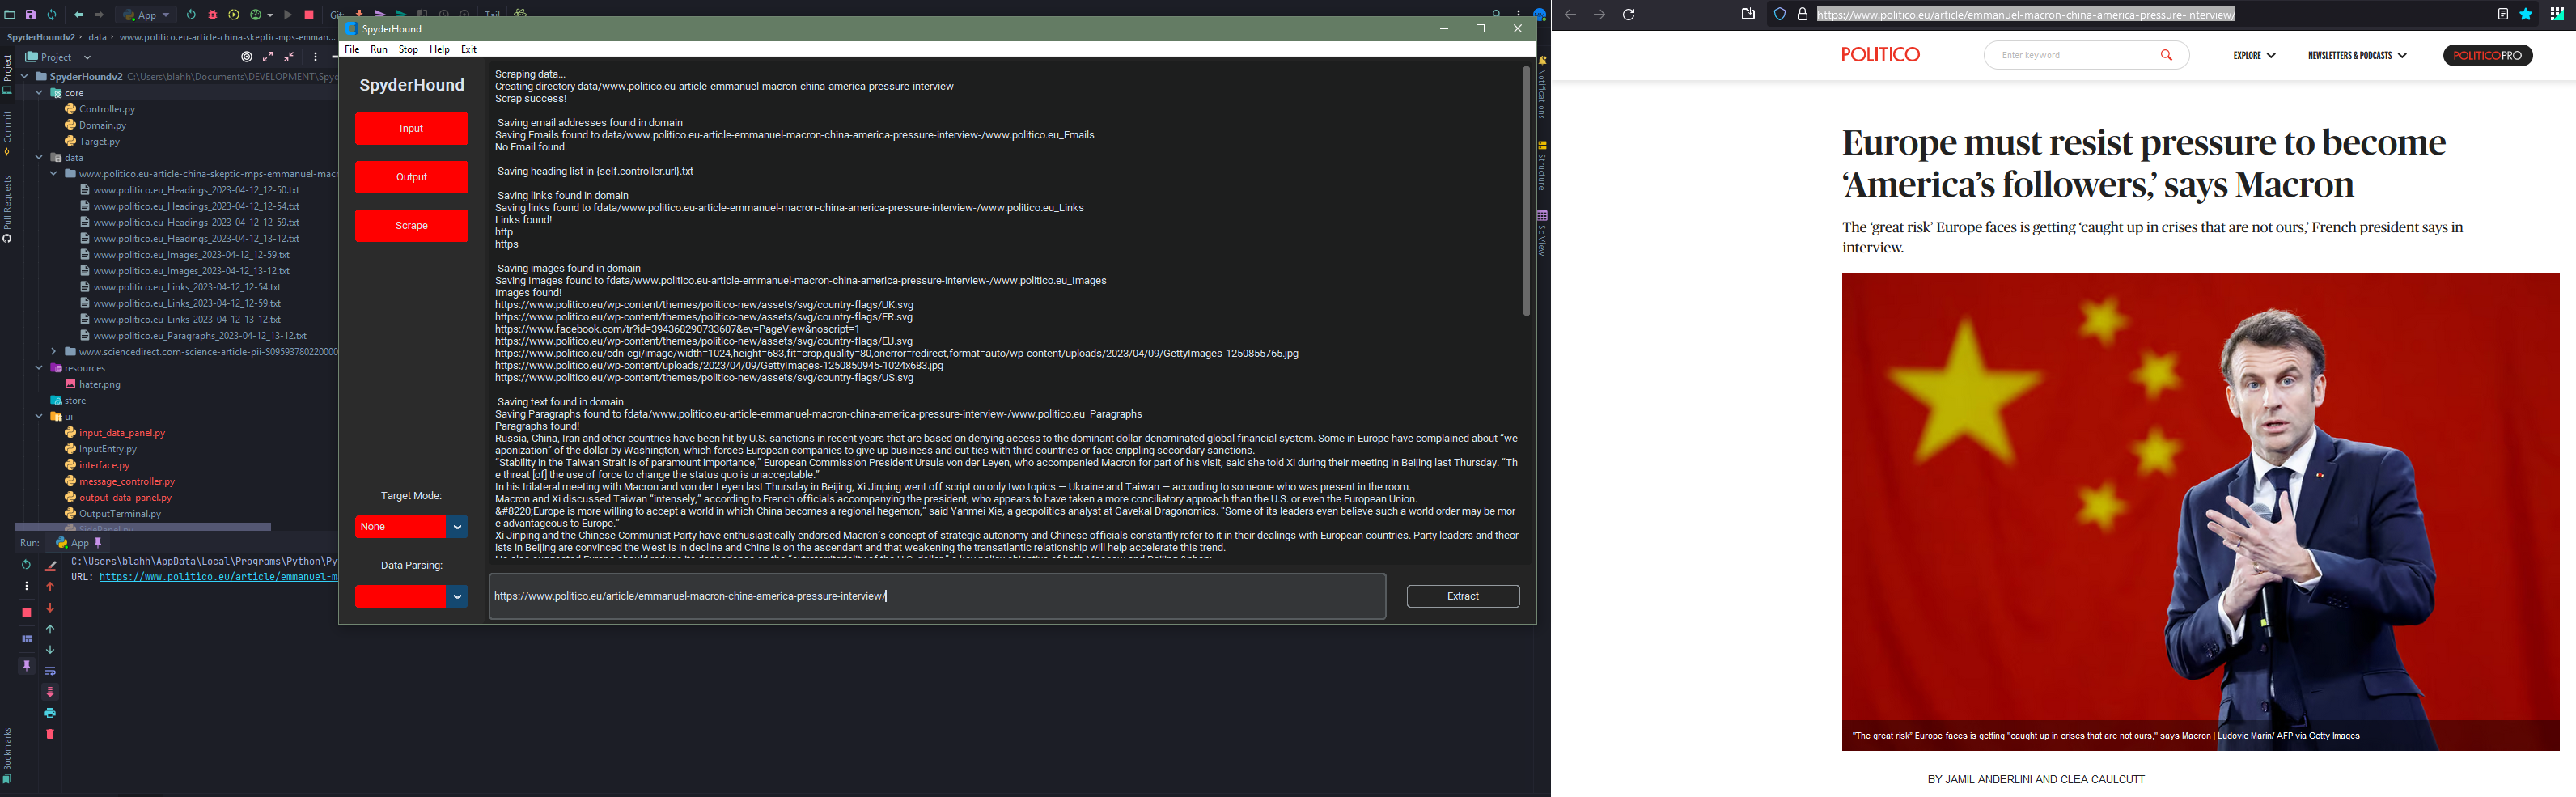 App
Git:
Tail
SpyderHoundv2 › data › www.politico.eu-article-china-skeptic-mps-emman...
Project
SpyderHoundv2 C:\Users\blahh\Documents\DEVELOPMENT\Spyd
core
Controller.py
Domain.py
Target.py
data
www.politico.eu-article-china-skeptic-mps-emmanuel-mac
www.politico.eu_Headings_2023-04-12_12-50.txt
www.politico.eu_Headings_2023-04-12_12-54.txt
www.politico.eu_Headings_2023-04-12_12-59.txt
www.politico.eu_Headings_2023-04-12_13-12.txt
www.politico.eu_Images_2023-04-12_12-59.txt
www.politico.eu_Images_2023-04-12_13-12.txt
www.politico.eu_Links_2023-04-12_12-54.txt
www.politico.eu_Links_2023-04-12_12-59.txt
www.politico.eu_Links_2023-04-12_13-12.txt
www.politico.eu_Paragraphs_2023-04-12_13-12.txt
www.sciencedirect.com-science-article-pii-S09593780220000
resources
hater.png
store
ui
input_data_panel.py
InputEntry.py
interface.py
message_controller.py
output_data_panel.py
OutputTerminal.py
SidePanel.py
Project
Commit
Pull Requests
Bookmarks
Run:
App
C:\Users\blahh\AppData\Local\Programs\Python\Py
URL: https://www.politico.eu/article/emmanuel-m
SpyderHound
File
Run
Stop
Help
Exit
SpyderHound
Input
Output
Scrape
Target Mode:
None
Data Parsing:
Scraping data...
Creating directory data/www.politico.eu-article-emmanuel-macron-china-america-pressure-interview-
Scrap success!
Saving email addresses found in domain
Saving Emails found to data/www.politico.eu-article-emmanuel-macron-china-america-pressure-interview-/www.politico.eu_Emails
No Email found.
Saving heading list in {self.controller.url}.txt
Saving links found in domain
Saving links found to fdata/www.politico.eu-article-emmanuel-macron-china-america-pressure-interview-/www.politico.eu_Links
Links found!
http
https
Saving images found in domain
Saving Images found to fdata/www.politico.eu-article-emmanuel-macron-china-america-pressure-interview-/www.politico.eu_Images
Images found!
https://www.politico.eu/wp-content/themes/politico-new/assets/svg/country-flags/UK.svg
https://www.politico.eu/wp-content/themes/politico-new/assets/svg/country-flags/FR.svg
https://www.facebook.com/tr?id=394368290733607&ev=PageView&noscript=1
https://www.politico.eu/wp-content/themes/politico-new/assets/svg/country-flags/EU.svg
https://www.politico.eu/cdn-cgi/image/width=1024,height=683,fit=crop,quality=80,onerror=redirect,format=auto/wp-content/uploads/2023/04/09/GettyImages-1250855765.jpg
https://www.politico.eu/wp-content/uploads/2023/04/09/GettyImages-1250850945-1024x683.jpg
https://www.politico.eu/wp-content/themes/politico-new/assets/svg/country-flags/US.svg
Saving text found in domain
Saving Paragraphs found to fdata/www.politico.eu-article-emmanuel-macron-china-america-pressure-interview-/www.politico.eu_Paragraphs
Paragraphs found!
Russia, China, Iran and other countries have been hit by U.S. sanctions in recent years that are based on denying access to the dominant dollar-denominated global financial system. Some in Europe have complained about “we
aponization” of the dollar by Washington, which forces European companies to give up business and cut ties with third countries or face crippling secondary sanctions.
“Stability in the Taiwan Strait is of paramount importance,” European Commission President Ursula von der Leyen, who accompanied Macron for part of his visit, said she told Xi during their meeting in Beijing last Thursday. “Th
e threat [of] the use of force to change the status quo is unacceptable.”
In his trilateral meeting with Macron and von der Leyen last Thursday in Beijing, Xi Jinping went off script on only two topics — Ukraine and Taiwan — according to someone who was present in the room.
Macron and Xi discussed Taiwan “intensely,” according to French officials accompanying the president, who appears to have taken a more conciliatory approach than the U.S. or even the European Union.
&#8220;Europe is more willing to accept a world in which China becomes a regional hegemon,” said Yanmei Xie, a geopolitics analyst at Gavekal Dragonomics. “Some of its leaders even believe such a world order may be mor
e advantageous to Europe.”
Xi Jinping and the Chinese Communist Party have enthusiastically endorsed Macron’s concept of strategic autonomy and Chinese officials constantly refer to it in their dealings with European countries. Party leaders and theor
ists in Beijing are convinced the West is in decline and China is on the ascendant and that weakening the transatlantic relationship will help accelerate this trend.
https://www.politico.eu/article/emmanuel-macron-china-america-pressure-interview/
Extract
Notifications
Structure
SciView
https://www.politico.eu/article/emmanuel-macron-china-america-pressure-interview/
POLITICO
Enter keyword
EXPLORE
NEWSLETTERS & PODCASTS
POLITICOPRO
Europe must resist pressure to become
‘America’s followers,’ says Macron
The ‘great risk’ Europe faces is getting ‘caught up in crises that are not ours,’ French president says in
interview.
"The great risk" Europe faces is getting "caught up in crises that are not ours," says Macron | Ludovic Marin/ AFP via Getty Images
BY JAMIL ANDERLINI AND CLEA CAULCUTT